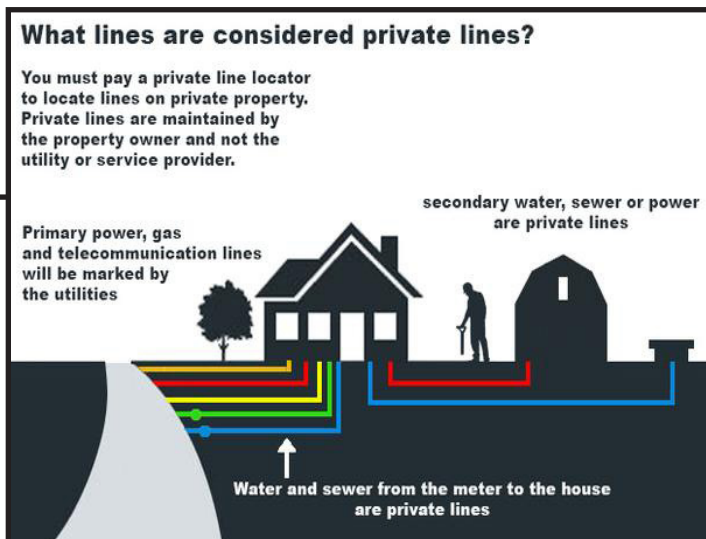 What lines are considered private lines?
You must pay a private line locator
to locate lines on private property.
Private lines are maintained by
the property owner and not the
utility or service provider.
secondary water, sewer or power
are private lines
Primary power, gas
and telecommunication lines
will be marked by
the utilities
Water and sewer from the meter to the house
are private lines